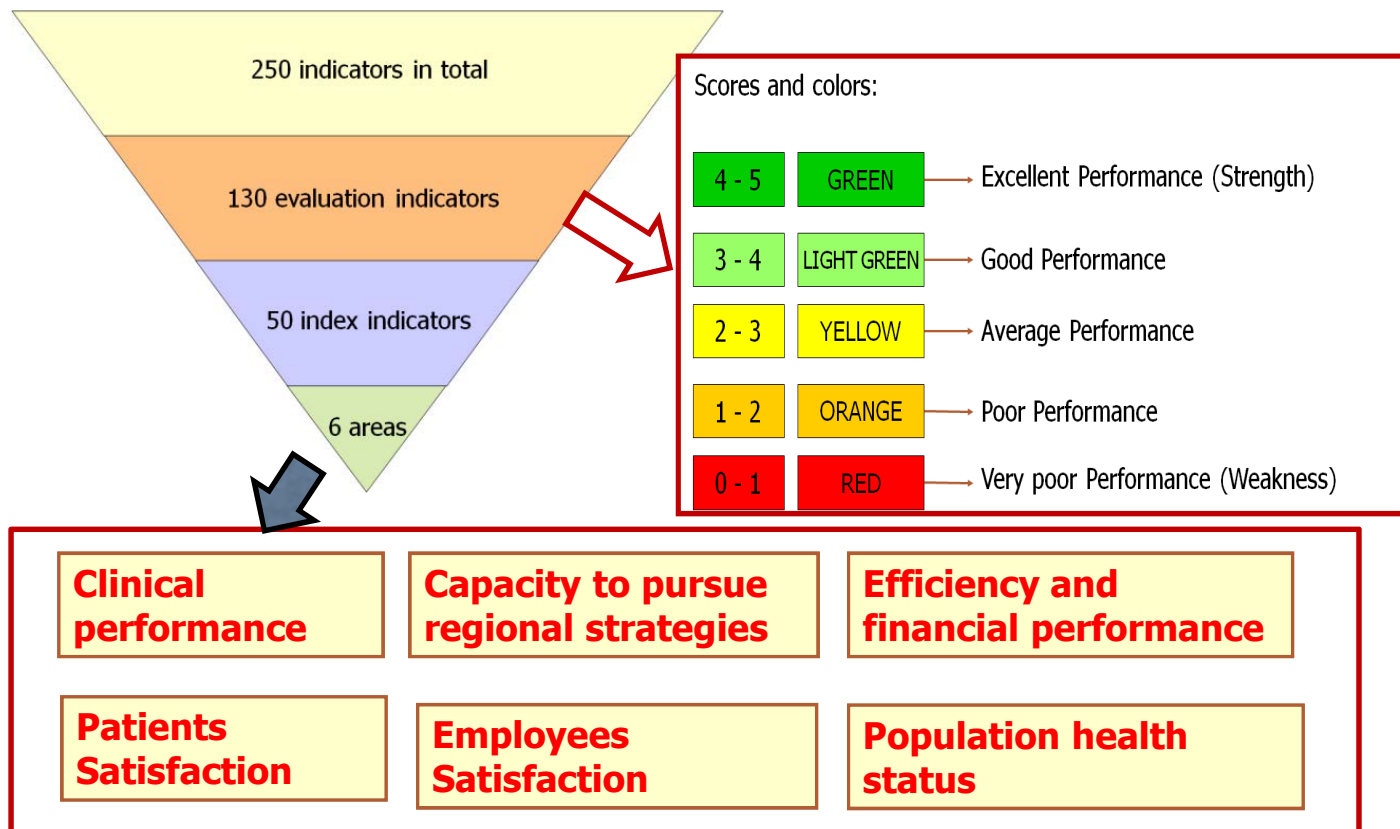 250 indicators in total
130 evaluation indicators
50 index indicators
6 areas
Scores and colors:
4 - 5 GREEN Excellent Performance (Strength)
3 - 4 LIGHT GREEN Good Performance
2 - 3 YELLOW Average Performance
1 - 2 ORANGE Poor Performance
0 - 1 RED Very poor Performance (Weakness)
Clinical
performance
Capacity to pursue
regional strategies
Efficiency and
financial performance
Patients
Satisfaction
Employees
Satisfaction
Population health
status